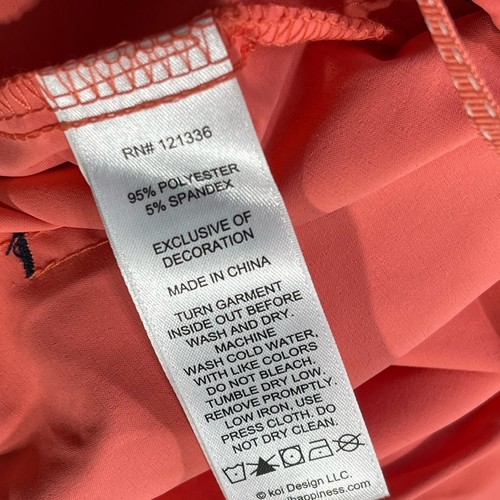 RN# 121336
95% POLYESTER
5% SPANDEX
EXCLUSIVE OF
DECORATION
MADE IN CHINA
TURN GARMENT
INSIDE OUT BEFORE
WASH AND DRY.
MACHINE
WASH COLD WATER,
WITH LIKE COLORS
DO NOT BLEACH.
TUMBLE DRY LOW.
REMOVE PROMPTLY.
LOW IRON, USE
PRESS CLOTH. DO
NOT DRY CLEAN.
© koi Design LLC.